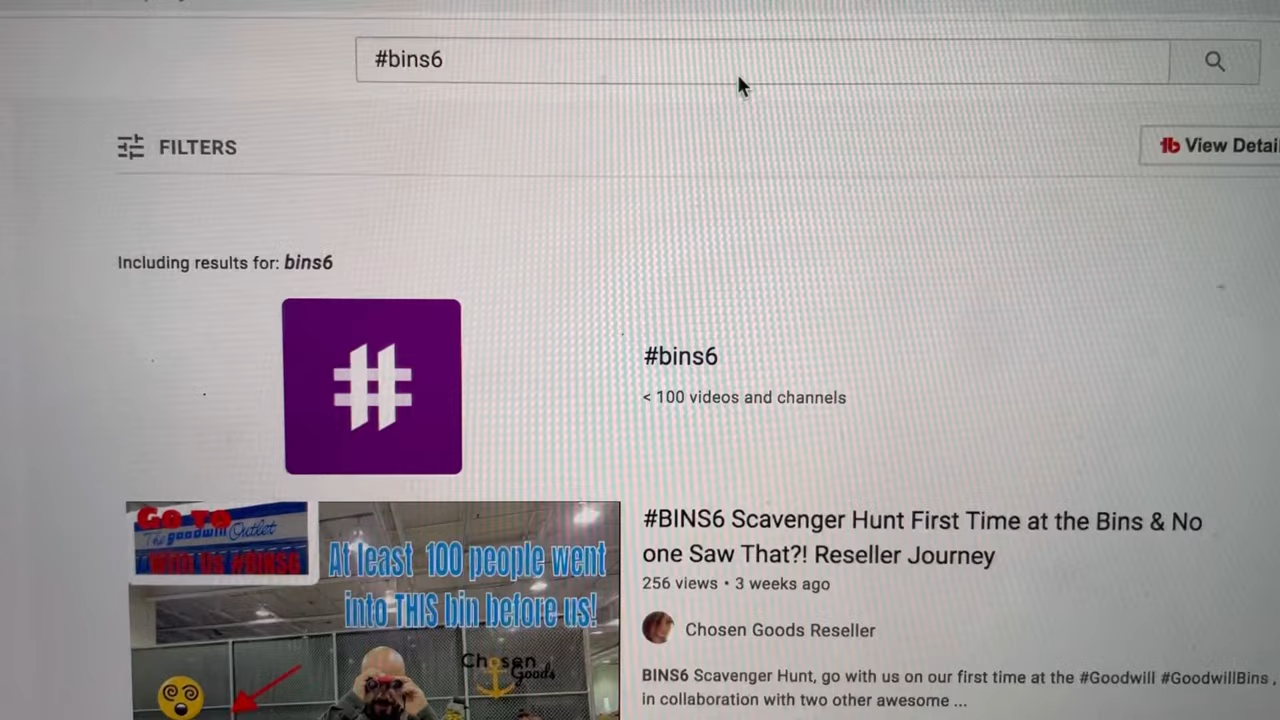 #bins6
FILTERS
View Detai
Including results for: bins6
#
#bins6
< 100 videos and channels
GO TO
The goodwill Outlet
WITH US #BINS6
At least 100 people went
into THIS bin before us!
Chosen
Goods
#BINS6 Scavenger Hunt First Time at the Bins & No
one Saw That?! Reseller Journey
256 views • 3 weeks ago
Chosen Goods Reseller
BINS6 Scavenger Hunt, go with us on our first time at the #Goodwill #GoodwillBins ,
in collaboration with two other awesome ...